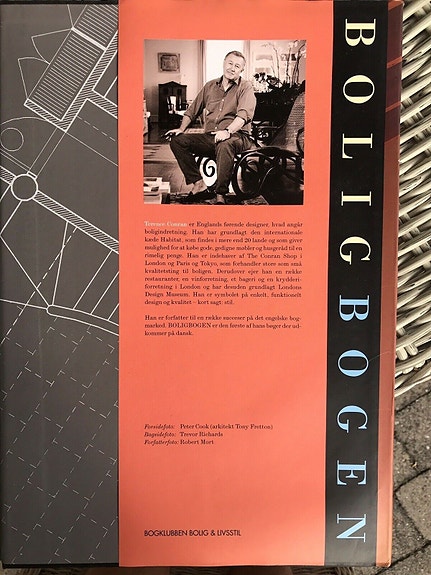 BOLIGBOGEN
Terence Conran er Englands førende designer, hvad angår
boligindretning. Han har grundlagt den internationale
kæde Habitat, som findes i mere end 20 lande og som giver
mulighed for at købe gode, gedigne møbler og husgeråd til en
rimelig penge. Han er indehaver af The Conran Shop i
London og Paris og Tokyo, som forhandler store som små
kvalitetsting til boligen. Derudover ejer han en række
restauranter, en vinforretning, et bageri og en krydderi-
forretning i London og har desuden grundlagt Londons
Design Museum. Han er symbolet på enkelt, funktionelt
design og kvalitet – kort sagt: stil.
Han er forfatter til en række succeser på det engelske bog-
marked. BOLIGBOGEN er den første af hans bøger der ud-
kommer på dansk.
Forsidefoto: Peter Cook (arkitekt Tony Fretton)
Bagsidefoto: Trevor Richards
Forfatterfoto: Robert Mort
BOGKLUBBEN BOLIG & LIVSSTIL